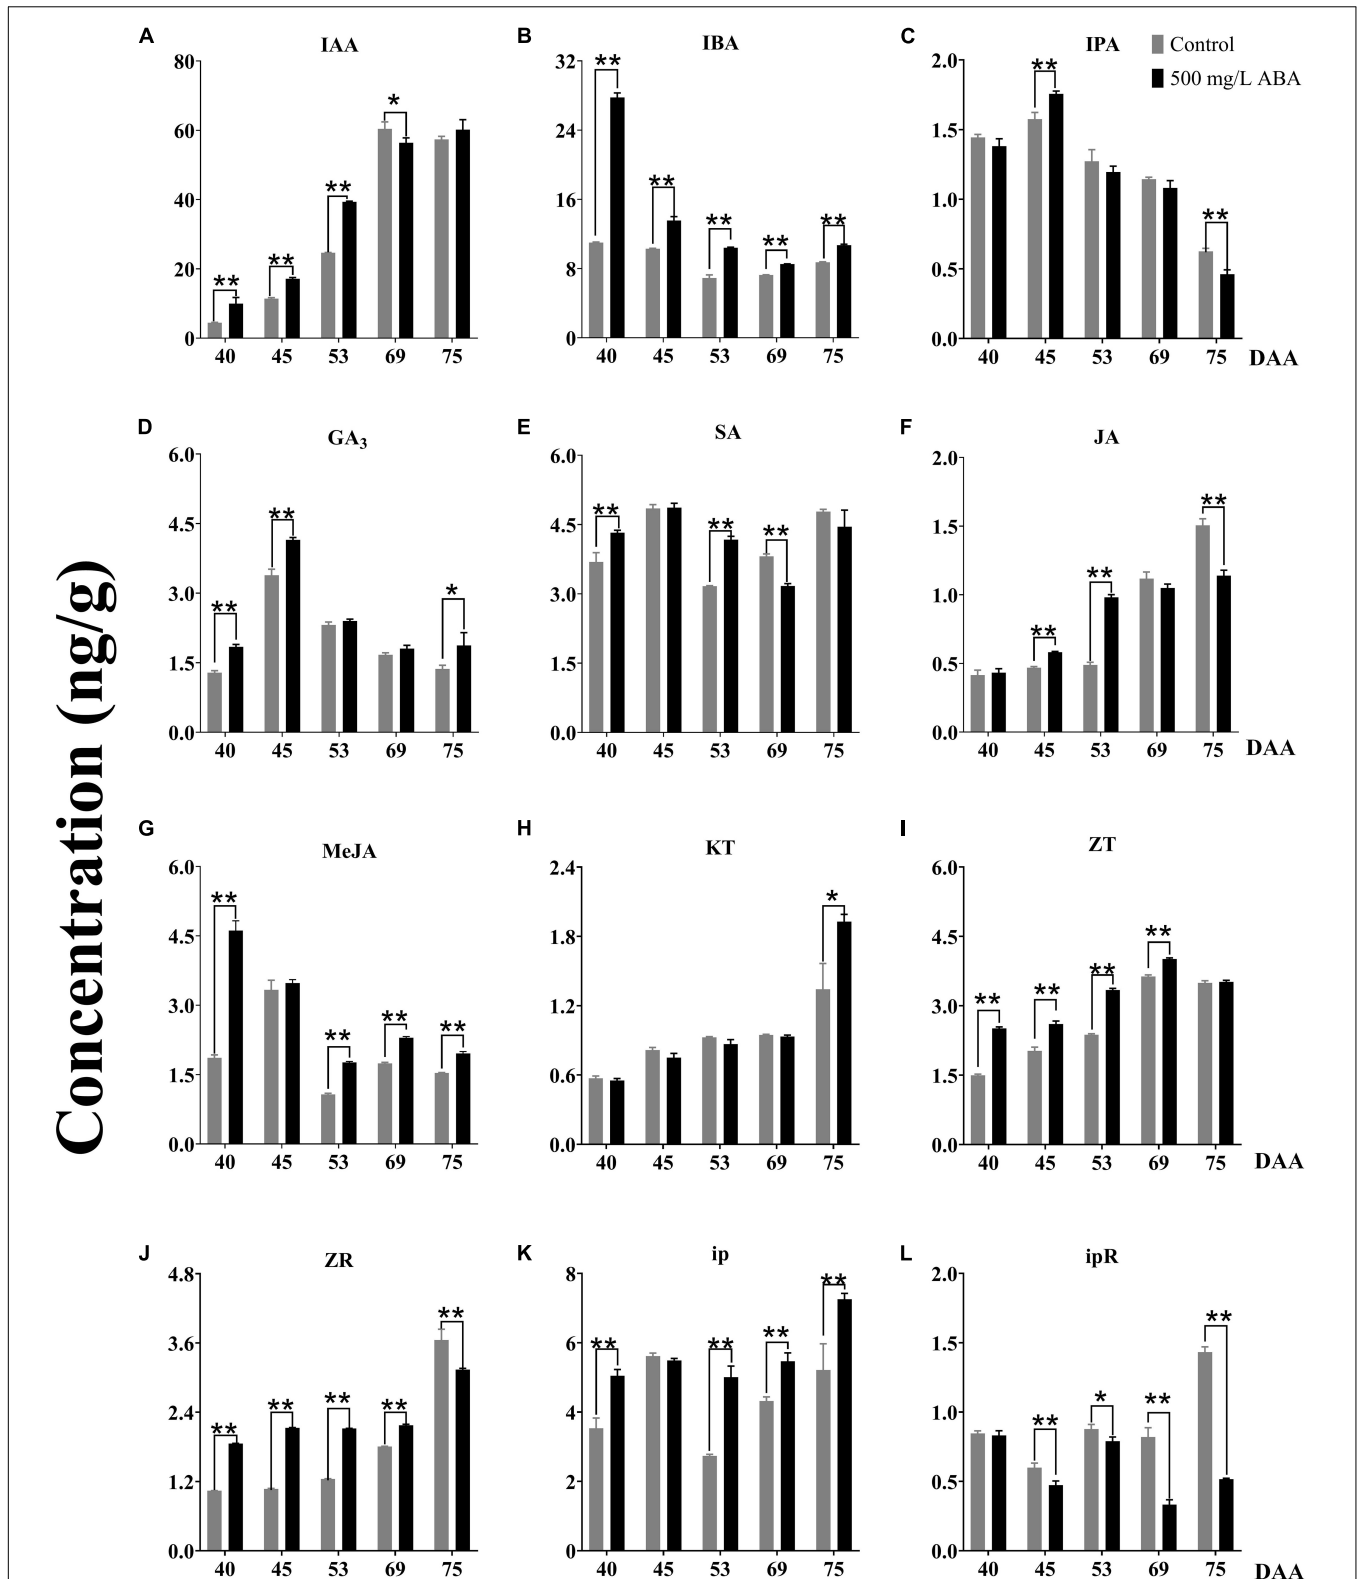 Concentration (ng/g)
Control
500 mg/L ABA
A
IAA
80
60
40
20
0
** ** ** *
40 45 53 69 75
B
IBA
32
24
16
8
0
** ** ** ** **
40 45 53 69 75
C
IPA
2.0
1.5
1.0
0.5
0.0
** **
40 45 53 69 75 DAA
D
GA3
6.0
4.5
3.0
1.5
0.0
** ** *
40 45 53 69 75
E
SA
6.0
4.5
3.0
1.5
0.0
** ** **
40 45 53 69 75
F
JA
2.0
1.5
1.0
0.5
0.0
** ** **
40 45 53 69 75 DAA
G
MeJA
6.0
4.5
3.0
1.5
0.0
** ** ** **
40 45 53 69 75
H
KT
2.4
1.8
1.2
0.6
0.0
*
40 45 53 69 75
I
ZT
6.0
4.5
3.0
1.5
0.0
** ** ** **
40 45 53 69 75 DAA
J
ZR
4.8
3.6
2.4
1.2
0.0
** ** ** ** **
40 45 53 69 75
K
ip
8
6
4
2
0
** ** ** **
40 45 53 69 75
L
ipR
2.0
1.5
1.0
0.5
0.0
** * ** **
40 45 53 69 75 DAA